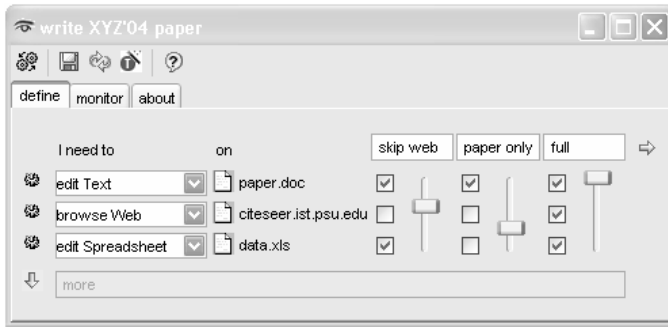 write XYZ'04 paper
define monitor about
I need to on skip web paper only full
edit Text paper.doc
browse Web citeseer.ist.psu.edu
edit Spreadsheet data.xls
more